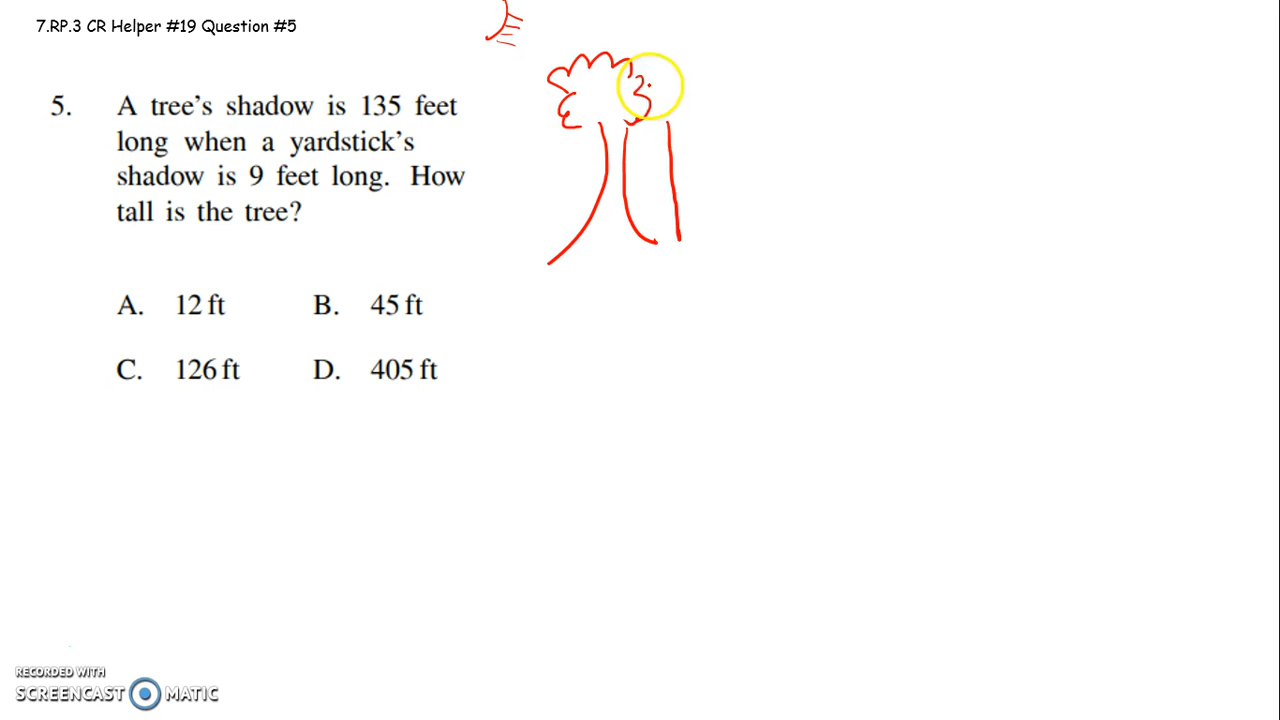 7.RP.3 CR Helper #19 Question #5
5. A tree's shadow is 135 feet
long when a yardstick's
shadow is 9 feet long. How
tall is the tree?
A. 12 ft B. 45 ft
C. 126 ft D. 405 ft
RECORDED WITH
SCREENCAST MATIC